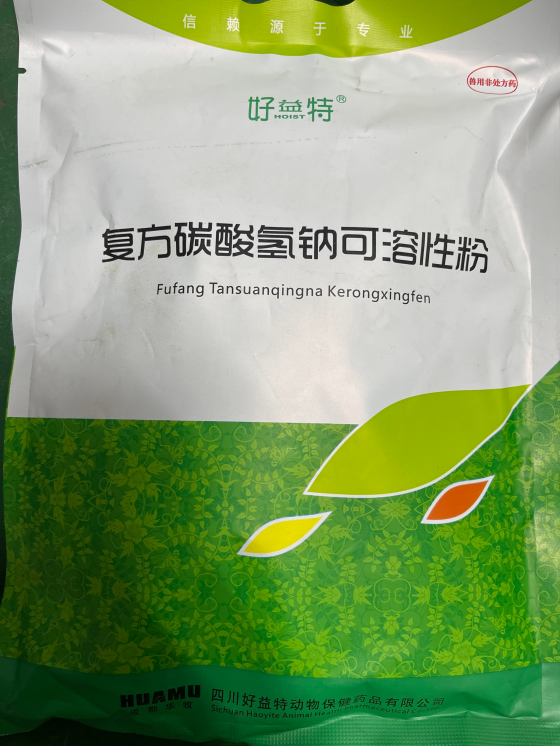 信赖源于专业
兽用非处方药
好益特®
HOIST
复方碳酸氢钠可溶性粉
Fufang Tansuanqingna Kerongxingfen
HUAMU
四川好益特动物保健药品有限公司
Sichuan Haoyite Animal Health Pharmaceutical Co.